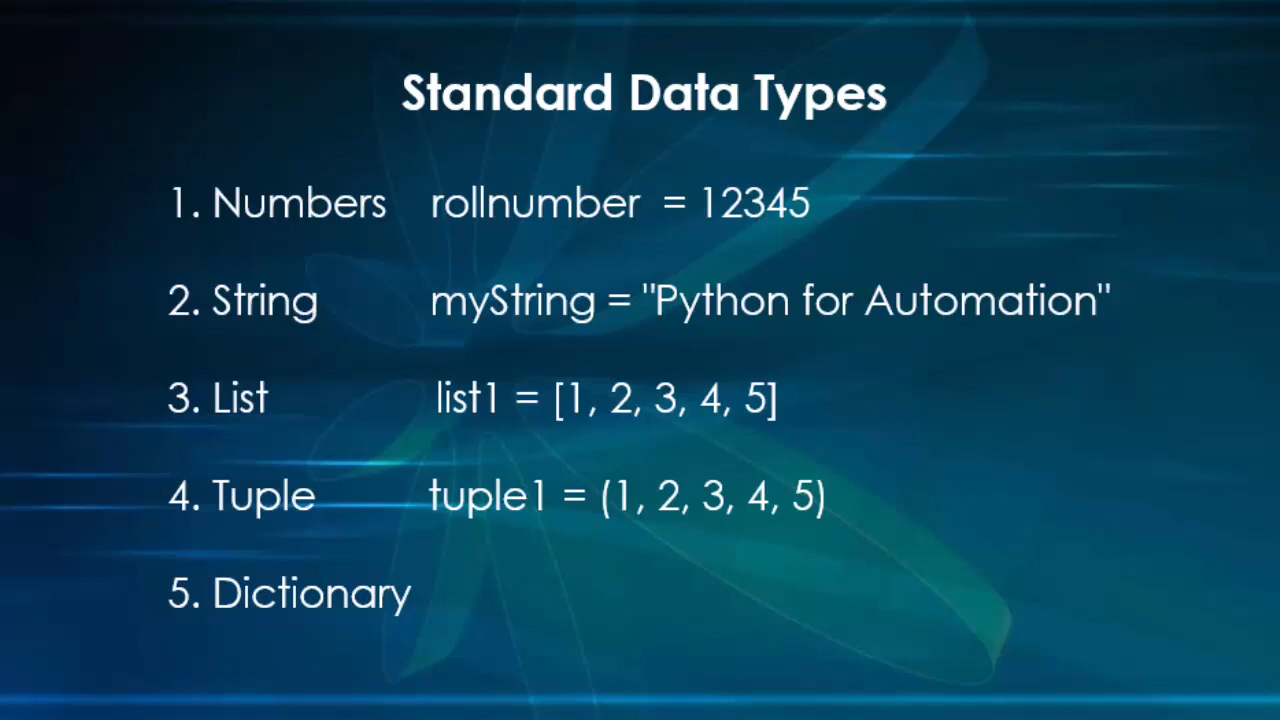 Standard Data Types
1. Numbers rollnumber = 12345
2. String myString = "Python for Automation"
3. List list1 = [1, 2, 3, 4, 5]
4. Tuple tuple1 = (1, 2, 3, 4, 5)
5. Dictionary